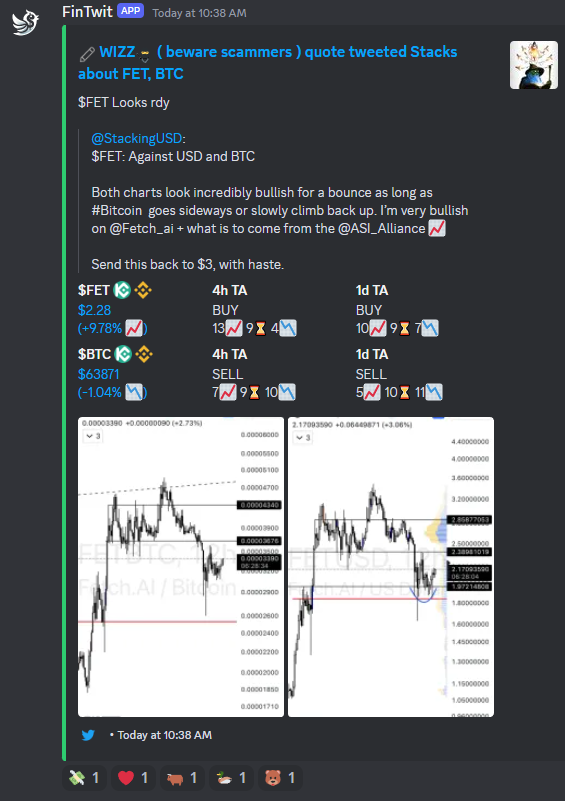 FinTwit APP Today at 10:38 AM
WIZZ ( beware scammers ) quote tweeted Stacks
about FET, BTC
$FET Looks rdy
@StackingUSD:
$FET: Against USD and BTC
Both charts look incredibly bullish for a bounce as long as
#Bitcoin goes sideways or slowly climb back up. I'm very bullish
on @Fetch_ai + what is to come from the @ASI_Alliance 📈
Send this back to $3, with haste.
$FET 4h TA 1d TA
$2.28 BUY BUY
(+9.78% 📈) 13📈 9⏳ 4📉 10📈 9⏳ 7📉
$BTC 4h TA 1d TA
$63871 SELL SELL
(-1.04% 📉) 7📈 9⏳ 10📉 5📈 10⏳ 11📉
0.00003390 +0.00000090 (+2.73%)
3
0.00006000
0.00005500
0.00005100
0.00004700
0.00004340
0.00003900
0.00003676
0.00003390
06:28:34
0.00002900
0.00002600
0.00002400
0.00002200
0.00002000
0.00001850
0.00001710
FETBTC, 12h
Fetch.AI / Bitcoin
2.17093590 +0.06449871 (+3.06%)
3
4.40000000
4.00000000
3.60000000
3.20000000
2.85877053
2.50000000
2.38981019
2.17093590
06:28:04
1.97214808
1.80000000
1.60000000
1.45000000
1.30000000
1.15000000
1.05000000
0.96000000
FETUSD,
Fetch.AI / US D
• Today at 10:38 AM
1 1 1 1 1